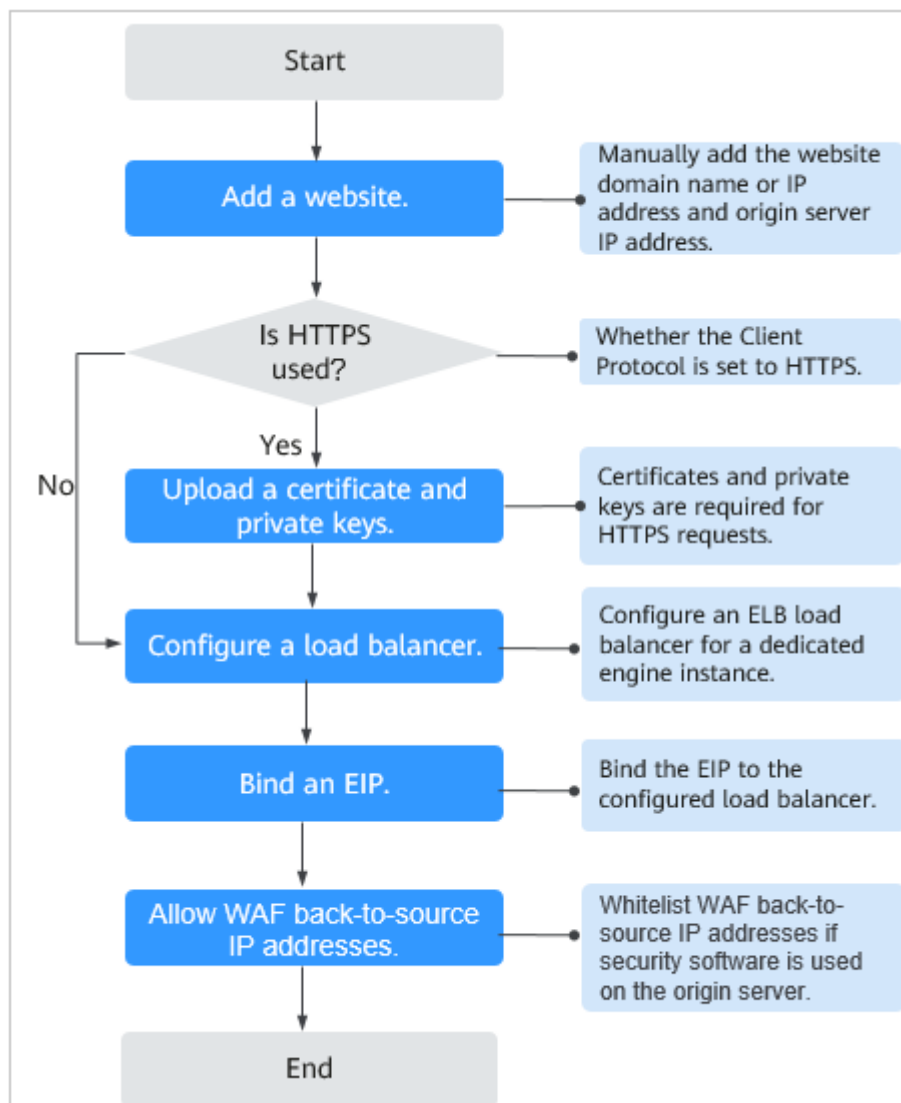 Start
Add a website.
Manually add the website
domain name or IP
address and origin server
IP address.
Is HTTPS
used?
Whether the Client
Protocol is set to HTTPS.
Yes
No
Upload a certificate and
private keys.
Certificates and private
keys are required for
HTTPS requests.
Configure a load balancer.
Configure an ELB load
balancer for a dedicated
engine instance.
Bind an EIP.
Bind the EIP to the
configured load balancer.
Allow WAF back-to-source
IP addresses.
Whitelist WAF back-to-
source IP addresses if
security software is used
on the origin server.
End